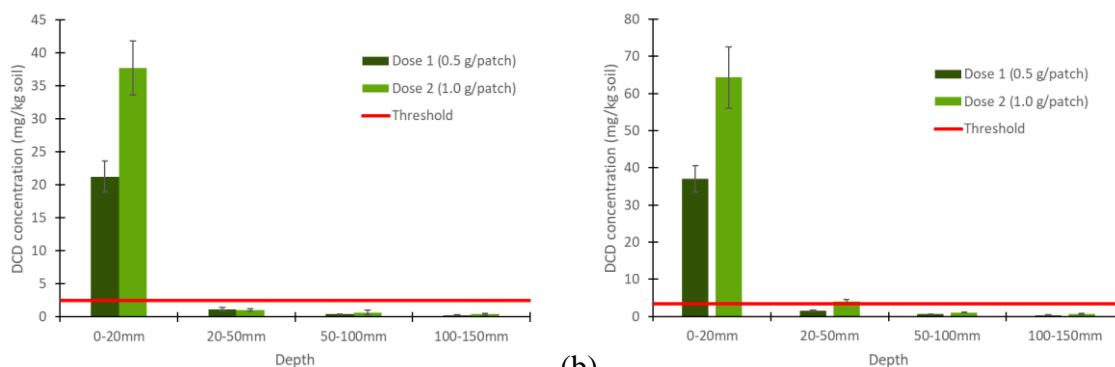 45
40
35
30
25
20
15
10
5
0
DCD concentration (mg/kg soil)
Dose 1 (0.5 g/patch)
Dose 2 (1.0 g/patch)
Threshold
0-20mm 20-50mm 50-100mm 100-150mm
Depth
(b)
80
70
60
50
40
30
20
10
0
DCD concentration (mg/kg soil)
Dose 1 (0.5 g/patch)
Dose 2 (1.0 g/patch)
Threshold
0-20mm 20-50mm 50-100mm 100-150mm
Depth